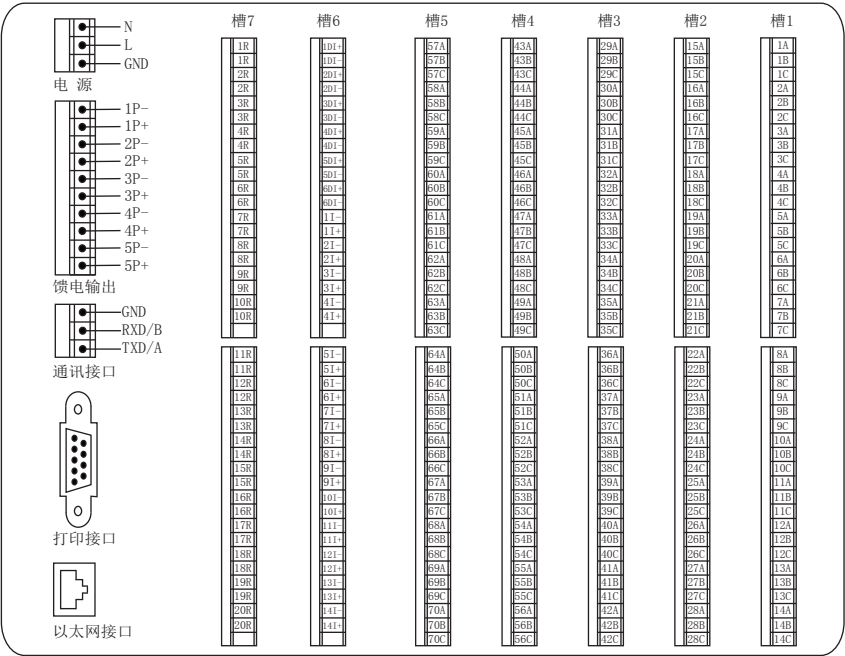 N
L
GND
电 源
1P-
1P+
2P-
2P+
3P-
3P+
4P-
4P+
5P-
5P+
馈电输出
GND
RXD/B
TXD/A
通讯接口
打印接口
以太网接口
槽7
1R
1R
2R
2R
3R
3R
4R
4R
5R
5R
6R
6R
7R
7R
8R
8R
9R
9R
10R
10R
11R
11R
12R
12R
13R
13R
14R
14R
15R
15R
16R
16R
17R
17R
18R
18R
19R
19R
20R
20R
槽6
1DI+
1DI-
2DI+
2DI-
3DI+
3DI-
4DI+
4DI-
5DI+
5DI-
6DI+
6DI-
1I-
1I+
2I-
2I+
3I-
3I+
4I-
4I+
5I-
5I+
6I-
6I+
7I-
7I+
8I-
8I+
9I-
9I+
10I-
10I+
11I-
11I+
12I-
12I+
13I-
13I+
14I-
14I+
槽5
57A
57B
57C
58A
58B
58C
59A
59B
59C
60A
60B
60C
61A
61B
61C
62A
62B
62C
63A
63B
63C
64A
64B
64C
65A
65B
65C
66A
66B
66C
67A
67B
67C
68A
68B
68C
69A
69B
69C
70A
70B
70C
槽4
43A
43B
43C
44A
44B
44C
45A
45B
45C
46A
46B
46C
47A
47B
47C
48A
48B
48C
49A
49B
49C
50A
50B
50C
51A
51B
51C
52A
52B
52C
53A
53B
53C
54A
54B
54C
55A
55B
55C
56A
56B
56C
槽3
29A
29B
29C
30A
30B
30C
31A
31B
31C
32A
32B
32C
33A
33B
33C
34A
34B
34C
35A
35B
35C
36A
36B
36C
37A
37B
37C
38A
38B
38C
39A
39B
39C
40A
40B
40C
41A
41B
41C
42A
42B
42C
槽2
15A
15B
15C
16A
16B
16C
17A
17B
17C
18A
18B
18C
19A
19B
19C
20A
20B
20C
21A
21B
21C
22A
22B
22C
23A
23B
23C
24A
24B
24C
25A
25B
25C
26A
26B
26C
27A
27B
27C
28A
28B
28C
槽1
1A
1B
1C
2A
2B
2C
3A
3B
3C
4A
4B
4C
5A
5B
5C
6A
6B
6C
7A
7B
7C
8A
8B
8C
9A
9B
9C
10A
10B
10C
11A
11B
11C
12A
12B
12C
13A
13B
13C
14A
14B
14C